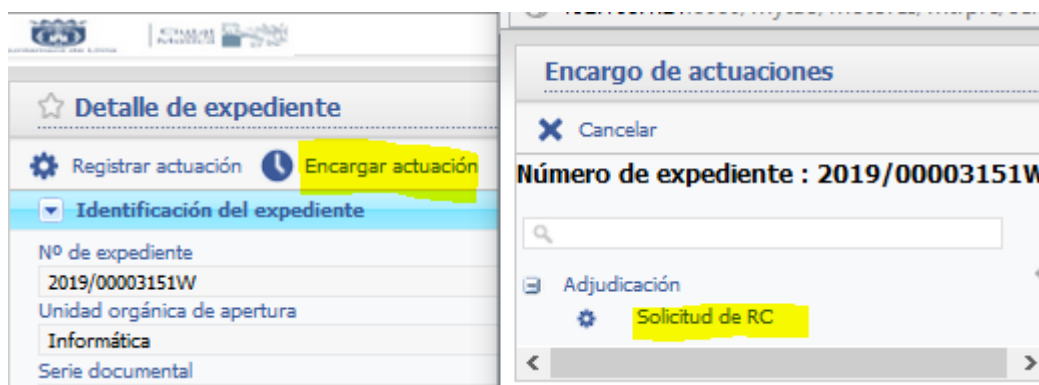 Detalle de expediente
Registrar actuación Encargar actuación
Identificación del expediente
Nº de expediente
2019/00003151W
Unidad orgánica de apertura
Informática
Serie documental
Encargo de actuaciones
Cancelar
Número de expediente : 2019/00003151W
Adjudicación
Solicitud de RC